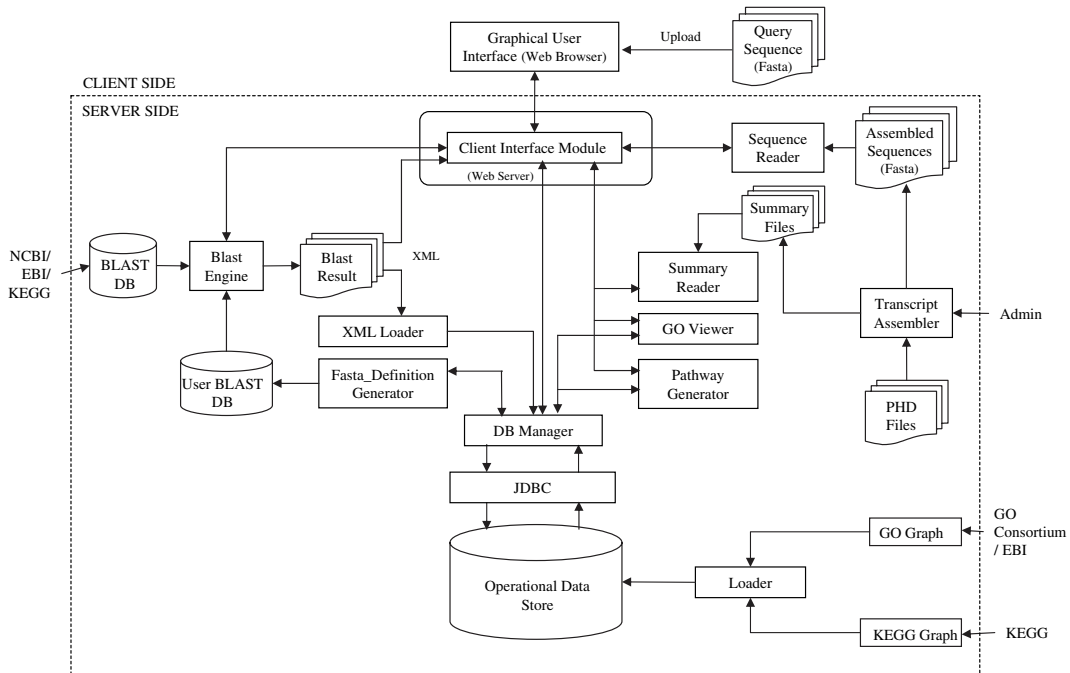 Graphical User
Interface (Web Browser)
Upload
Query
Sequence
(Fasta)
CLIENT SIDE
SERVER SIDE
Client Interface Module
(Web Server)
Sequence
Reader
Assembled
Sequences
(Fasta)
Summary
Files
NCBI/
EBI/
KEGG
BLAST
DB
Blast
Engine
Blast
Result
XML
Summary
Reader
Transcript
Assembler
Admin
XML Loader
GO Viewer
User BLAST
DB
Fasta_Definition
Generator
Pathway
Generator
PHD
Files
DB Manager
JDBC
Operational Data
Store
Loader
GO Graph
GO
Consortium
/ EBI
KEGG Graph
KEGG